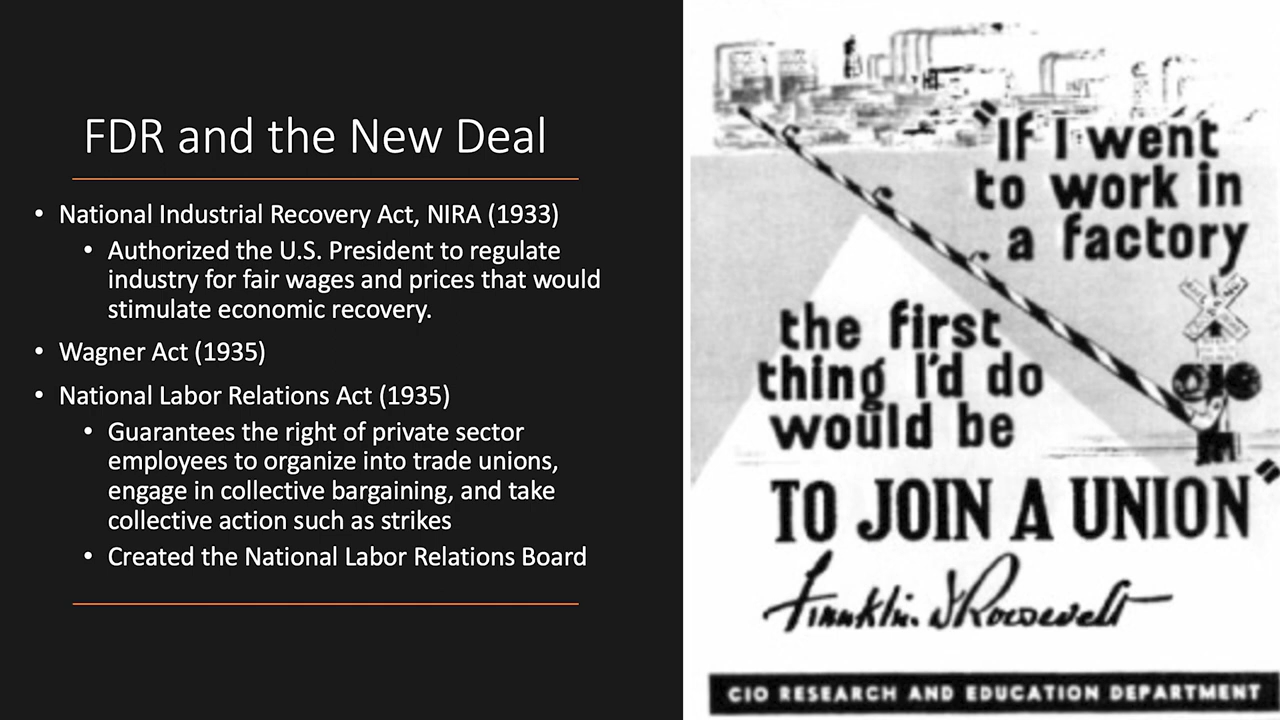 FDR and the New Deal
• National Industrial Recovery Act, NIRA (1933)
• Authorized the U.S. President to regulate
industry for fair wages and prices that would
stimulate economic recovery.
• Wagner Act (1935)
• National Labor Relations Act (1935)
• Guarantees the right of private sector
employees to organize into trade unions,
engage in collective bargaining, and take
collective action such as strikes
• Created the National Labor Relations Board
"If I went
to work in
a factory
the first
thing I'd do
would be
TO JOIN A UNION"
Franklin D Roosevelt
CIO RESEARCH AND EDUCATION DEPARTMENT